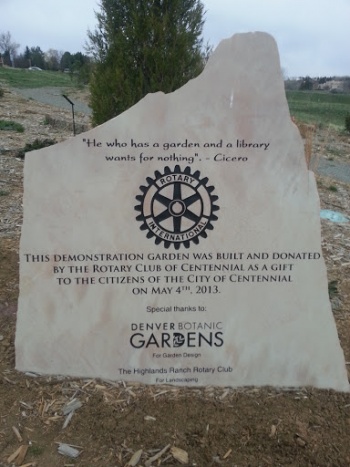 "He who has a garden and a library
wants for nothing". - Cicero
ROTARY
INTERNATIONAL
THIS DEMONSTRATION GARDEN WAS BUILT AND DONATED
BY THE ROTARY CLUB OF CENTENNIAL AS A GIFT
TO THE CITIZENS OF THE CITY OF CENTENNIAL
ON MAY 4TH, 2013.
Special thanks to:
DENVER BOTANIC
GARDENS
For Garden Design
The Highlands Ranch Rotary Club
For Landscaping